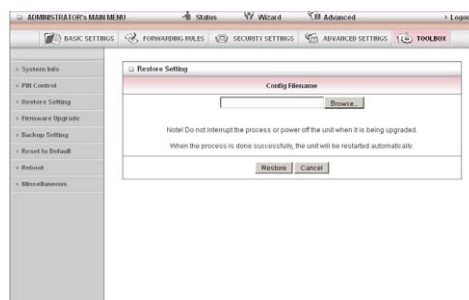 ADMINISTRATOR's MAIN MENU Status Wizard Advanced Logout
BASIC SETTINGS FORWARDING RULES SECURITY SETTINGS ADVANCED SETTINGS TOOLBOX
System Info
PBI Control
Restore Setting
Firmware Upgrade
Backup Setting
Reset to Default
Reboot
Miscellaneous
Restore Setting
Config Filename
Browse...
Note! Do not interrupt the process or power off the unit when it is being upgraded.
When the process is done successfully, the unit will be restarted automatically.
Restore Cancel